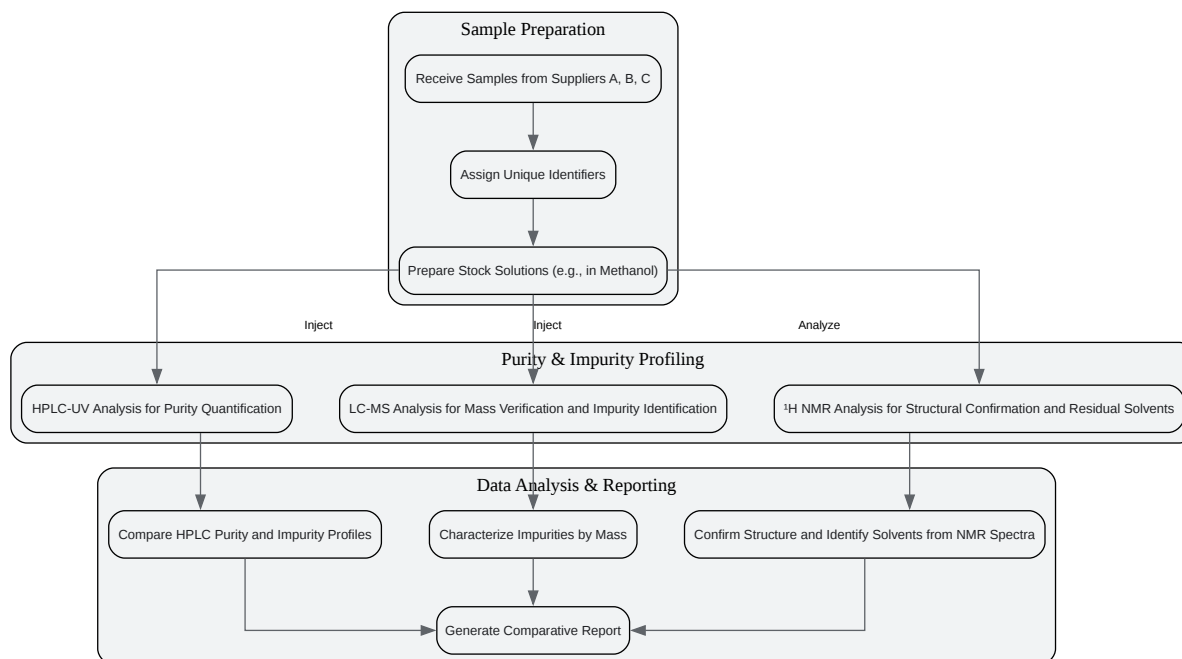 Sample Preparation
Receive Samples from Suppliers A, B, C
Assign Unique Identifiers
Prepare Stock Solutions (e.g., in Methanol)
Inject
Inject
Analyze
Purity & Impurity Profiling
HPLC-UV Analysis for Purity Quantification
LC-MS Analysis for Mass Verification and Impurity Identification
¹H NMR Analysis for Structural Confirmation and Residual Solvents
Data Analysis & Reporting
Compare HPLC Purity and Impurity Profiles
Characterize Impurities by Mass
Confirm Structure and Identify Solvents from NMR Spectra
Generate Comparative Report